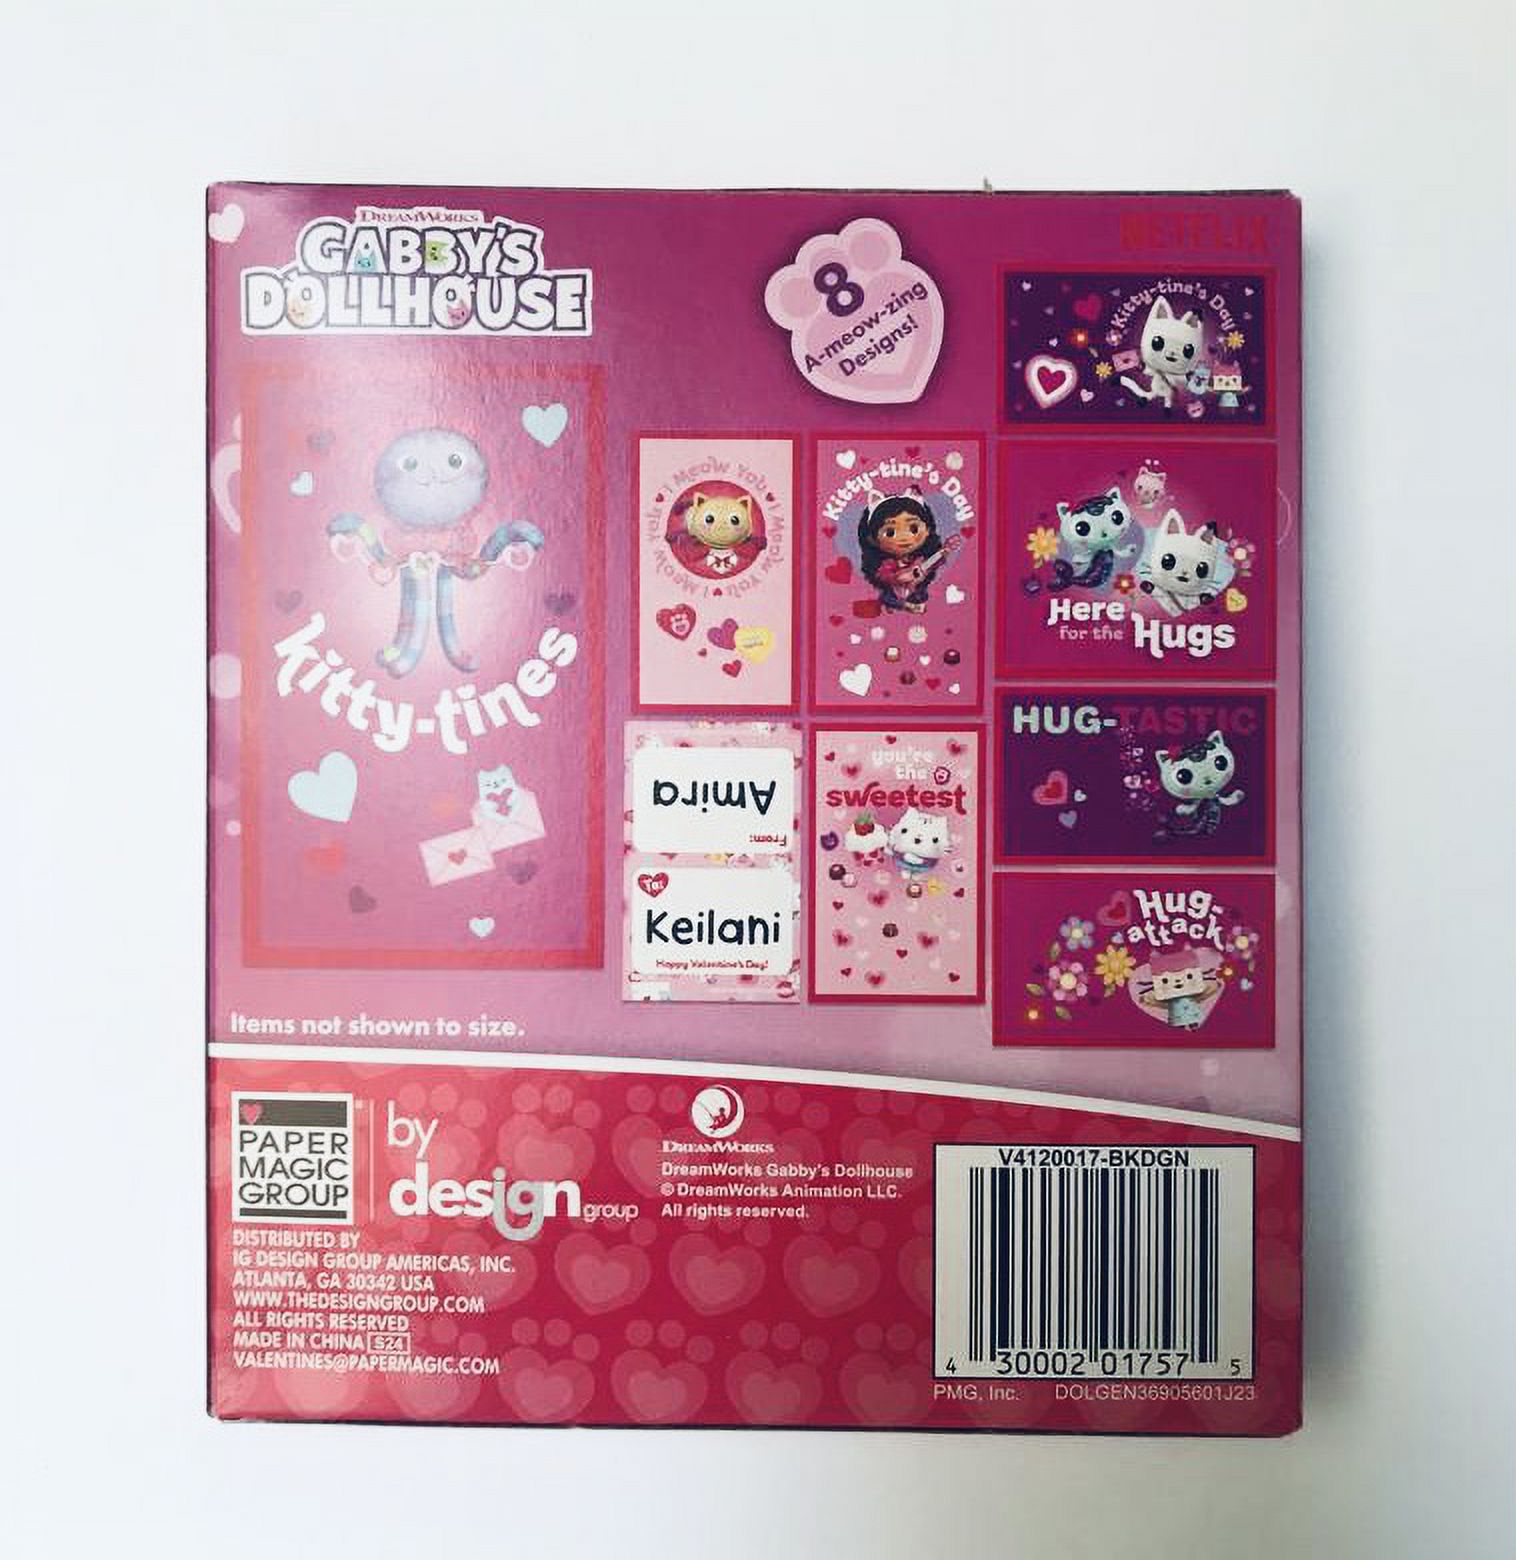 DREAMWORKS
GABBY'S
DOLLHOUSE
NETFLIX
8
A-meow-zing
Designs!
Kitty-tine's Day
Kitty-tines
I Meow You I Meow You I Meow You I Meow You
Kitty-tine's Day
Here
for the Hugs
HUG-TASTIC
Amira
From:
To:
Keilani
Happy Valentine's Day!
you're
the
sweetest
Hug-
attack
Items not shown to size.
PAPER
MAGIC
GROUP
by
design group
DREAMWORKS
DreamWorks Gabby's Dollhouse
© DreamWorks Animation LLC.
All rights reserved.
DISTRIBUTED BY
IG DESIGN GROUP AMERICAS, INC.
ATLANTA, GA 30342 USA
WWW.THEDESIGNGROUP.COM
ALL RIGHTS RESERVED
MADE IN CHINA S24
VALENTINES@PAPERMAGIC.COM
V4120017-BKDGN
4 30002 01757 5
PMG, Inc. DOLGEN36905601J23